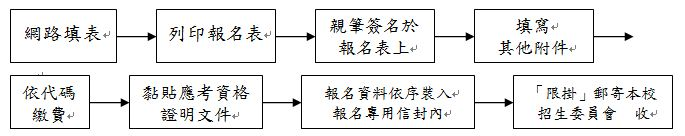 網路填表
列印報名表
親筆簽名於
報名表上
填寫
其他附件
依代碼
繳費
黏貼應考資格
證明文件
報名資料依序裝入
報名專用信封內
「限掛」郵寄本校
招生委員會　收